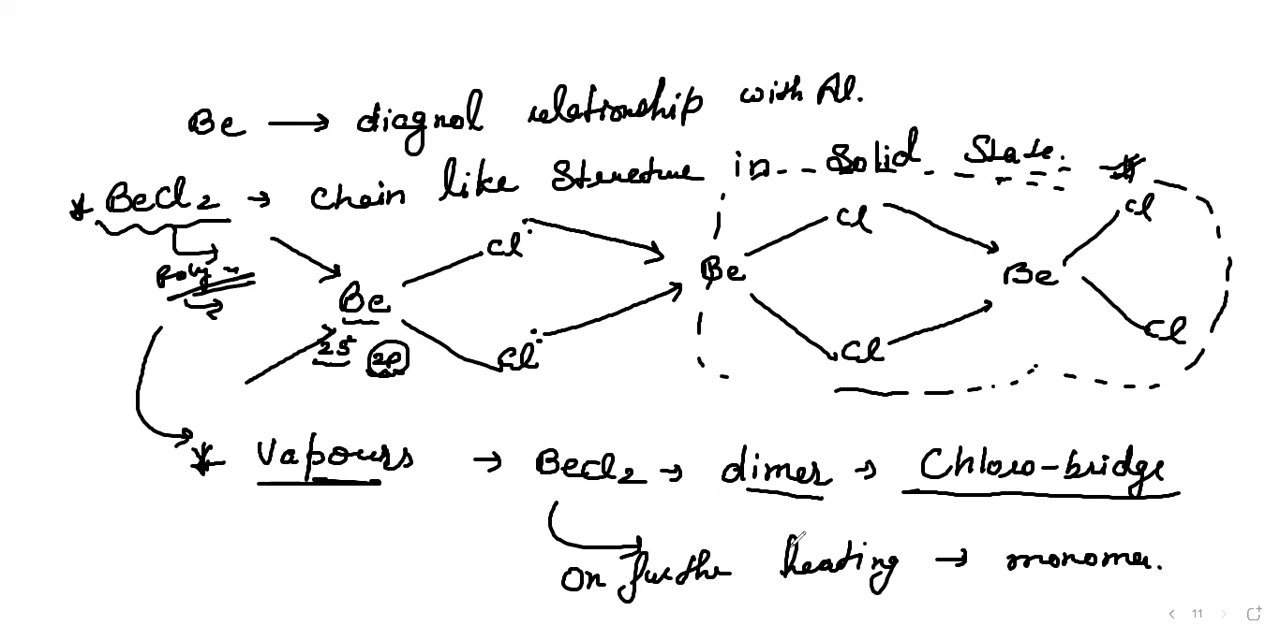 Be → diagnol relationship with Al.
* BeCl2 → Chain like Structure in Solid State.
Cl Cl Cl
Be Be Be
2s 2p Cl Cl Cl
* Vapours → BeCl2 → dimer → Chloro-bridge
On further heating → monomer.
11